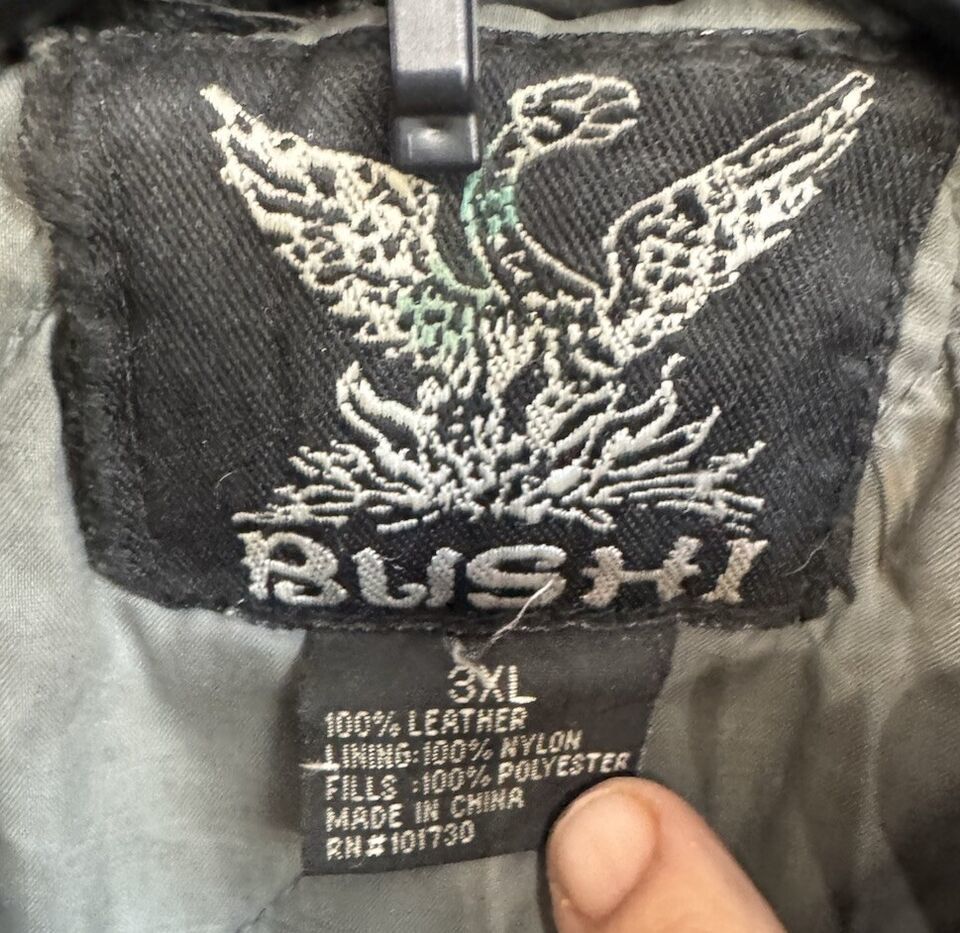 BUSHI
3XL
100% LEATHER
LINING:100% NYLON
FILLS :100% POLYESTER
MADE IN CHINA
RN#101730